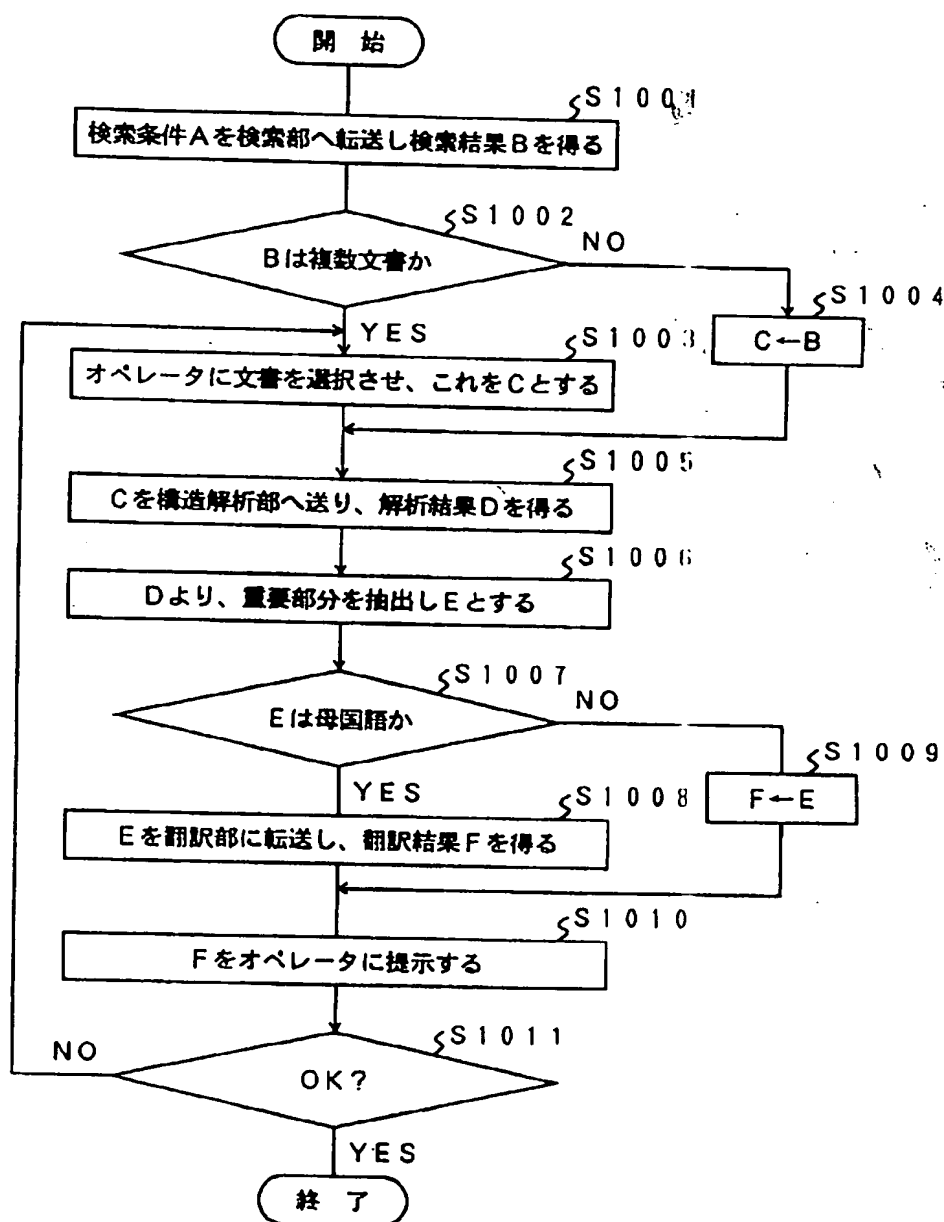 開 始
S1001
検索条件Aを検索部へ転送し検索結果Bを得る
S1002
Bは複数文書か
NO
YES
S1004
C←B
S1003
オペレータに文書を選択させ、これをCとする
S1005
Cを構造解析部へ送り、解析結果Dを得る
S1006
Dより、重要部分を抽出しEとする
S1007
Eは母国語か
NO
YES
S1009
F←E
S1008
Eを翻訳部に転送し、翻訳結果Fを得る
S1010
Fをオペレータに提示する
S1011
OK?
NO
YES
終 了